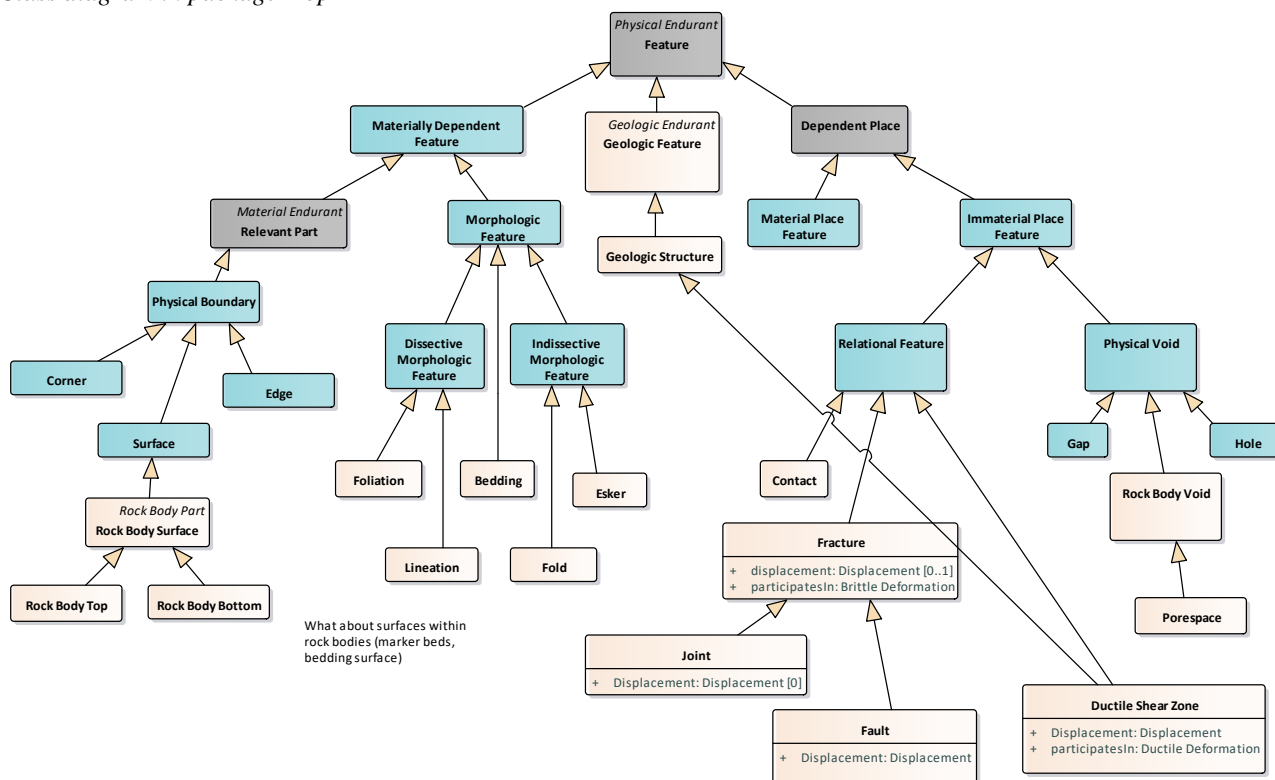 Physical Endurant
Feature
Materially Dependent
Feature
Geologic Endurant
Geologic Feature
Dependent Place
Material Endurant
Relevant Part
Morphologic
Feature
Material Place
Feature
Immaterial Place
Feature
Geologic Structure
Physical Boundary
Dissective
Morphologic
Feature
Indissective
Morphologic
Feature
Relational Feature
Physical Void
Corner
Edge
Surface
Gap
Hole
Foliation
Bedding
Esker
Contact
Rock Body Void
Rock Body Part
Rock Body Surface
Lineation
Fold
Fracture
+ displacement: Displacement [0..1]
+ participatesIn: Brittle Deformation
Rock Body Top
Rock Body Bottom
Porespace
What about surfaces within
rock bodies (marker beds,
bedding surface)
Joint
+ Displacement: Displacement [0]
Ductile Shear Zone
+ Displacement: Displacement
+ participatesIn: Ductile Deformation
Fault
+ Displacement: Displacement